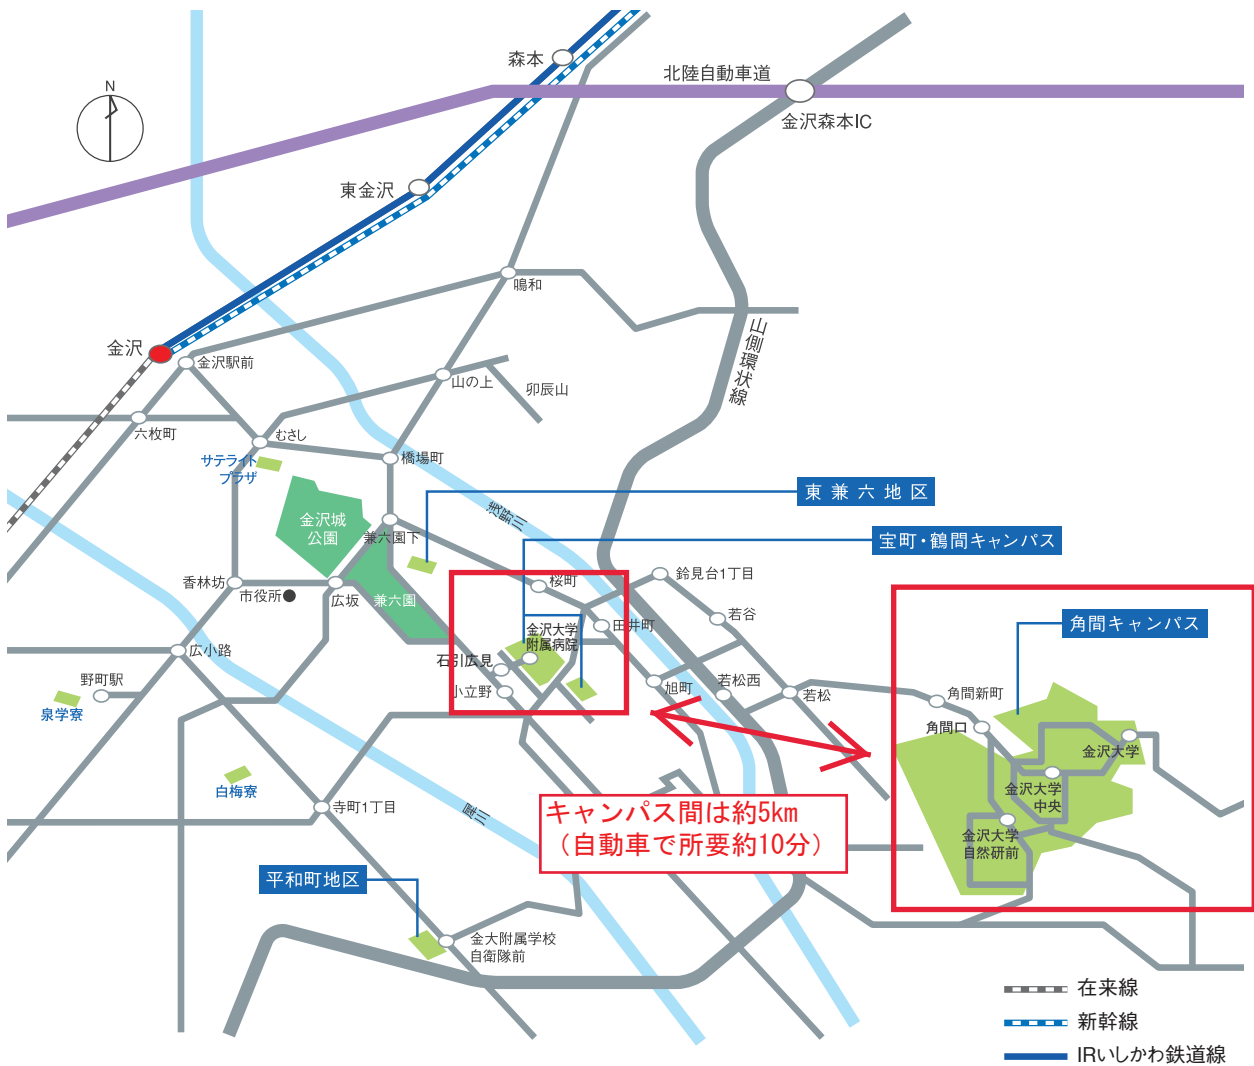 N
森本
北陸自動車道
金沢森本IC
東金沢
鳴和
山側環状線
金沢
金沢駅前
山の上
卯辰山
六枚町
むさし
橋場町
サテライト
プラザ
金沢城
公園
兼六園下
浅野川
東兼六地区
宝町・鶴間キャンパス
香林坊
市役所
広坂
兼六園
桜町
鈴見台1丁目
若谷
田井町
金沢大学
附属病院
角間キャンパス
広小路
石引広見
小立野
旭町
若松西
若松
角間新町
角間口
野町駅
泉学寮
金沢大学
金沢大学
中央
白梅寮
寺町1丁目
犀川
キャンパス間は約5km
（自動車で所要約10分）
金沢大学
自然研前
平和町地区
金大附属学校
自衛隊前
在来線
新幹線
IRいしかわ鉄道線